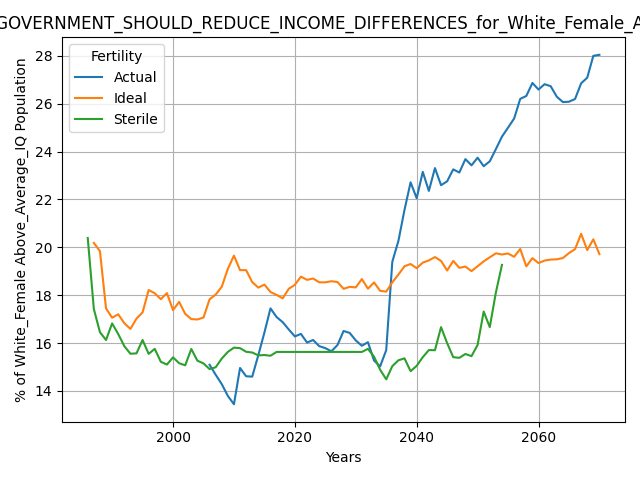 GOVERNMENT_SHOULD_REDUCE_INCOME_DIFFERENCES_for_White_Female_A
Fertility
Actual
Ideal
Sterile
% of White_Female Above_Average_IQ Population
28
26
24
22
20
18
16
14
2000 2020 2040 2060
Years